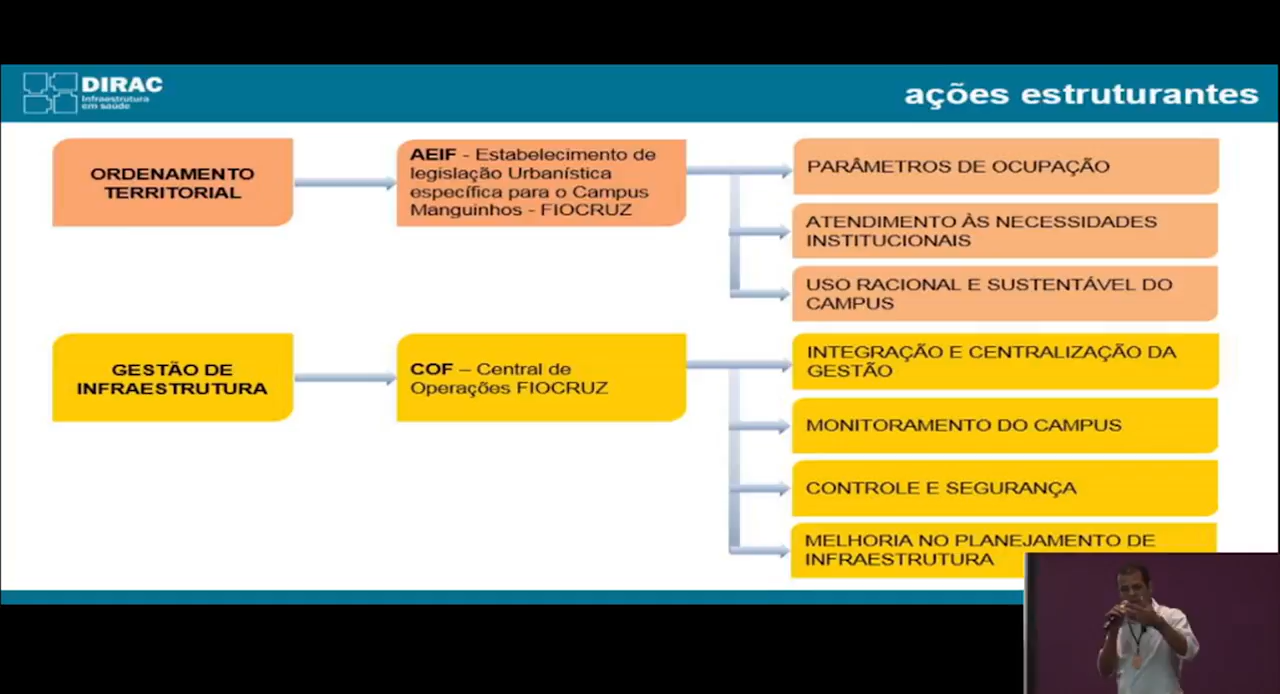 DIRAC
Infraestrutura
em saúde
ações estruturantes
ORDENAMENTO
TERRITORIAL
AEIF - Estabelecimento de
legislação Urbanística
específica para o Campus
Manguinhos - FIOCRUZ
PARÂMETROS DE OCUPAÇÃO
ATENDIMENTO ÀS NECESSIDADES
INSTITUCIONAIS
USO RACIONAL E SUSTENTÁVEL DO
CAMPUS
GESTÃO DE
INFRAESTRUTURA
COF – Central de
Operações FIOCRUZ
INTEGRAÇÃO E CENTRALIZAÇÃO DA
GESTÃO
MONITORAMENTO DO CAMPUS
CONTROLE E SEGURANÇA
MELHORIA NO PLANEJAMENTO DE
INFRAESTRUTURA